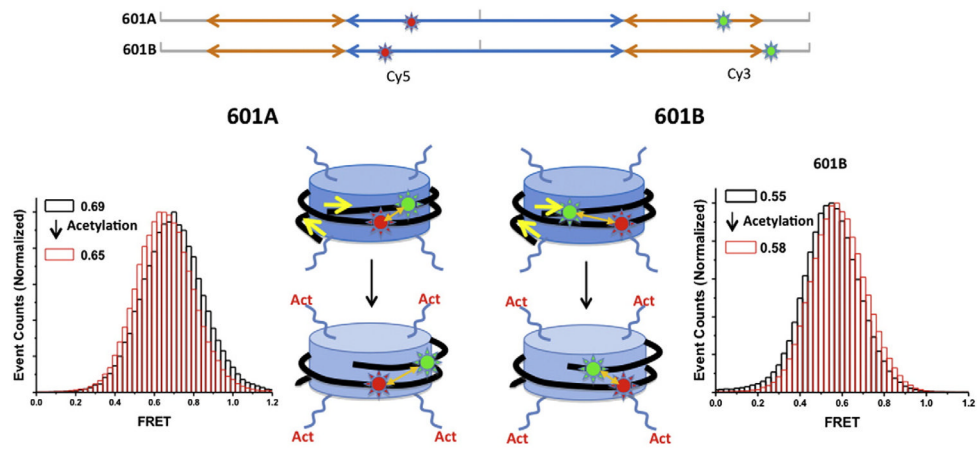 601A
601B
Cy5
Cy3
601A
601B
601B
Event Counts (Normalized)
0.69
Acetylation
0.65
0.0 0.2 0.4 0.6 0.8 1.0 1.2
FRET
Act Act
Act Act
Act Act
Act Act
Event Counts (Normalized)
0.55
Acetylation
0.58
0.0 0.2 0.4 0.6 0.8 1.0 1.2
FRET